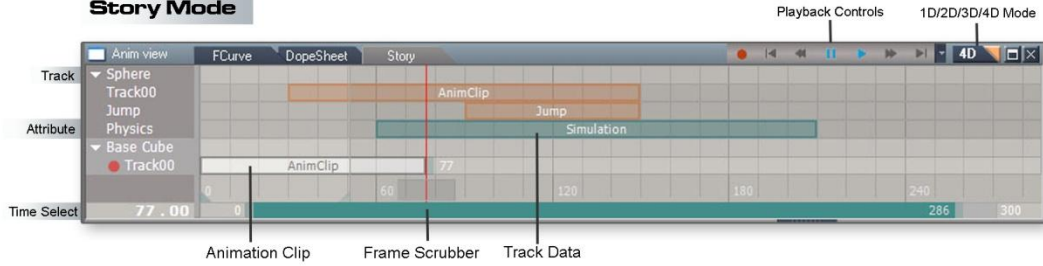 Story Mode
Playback Controls
1D/2D/3D/4D Mode
Anim view
FCurve
DopeSheet
Story
4D
Track
Sphere
Track00
AnimClip
Jump
Jump
Attribute
Physics
Simulation
Base Cube
Track00
AnimClip
77
0
60
120
180
240
Time Select
77.00
0
286
300
Animation Clip
Frame Scrubber
Track Data